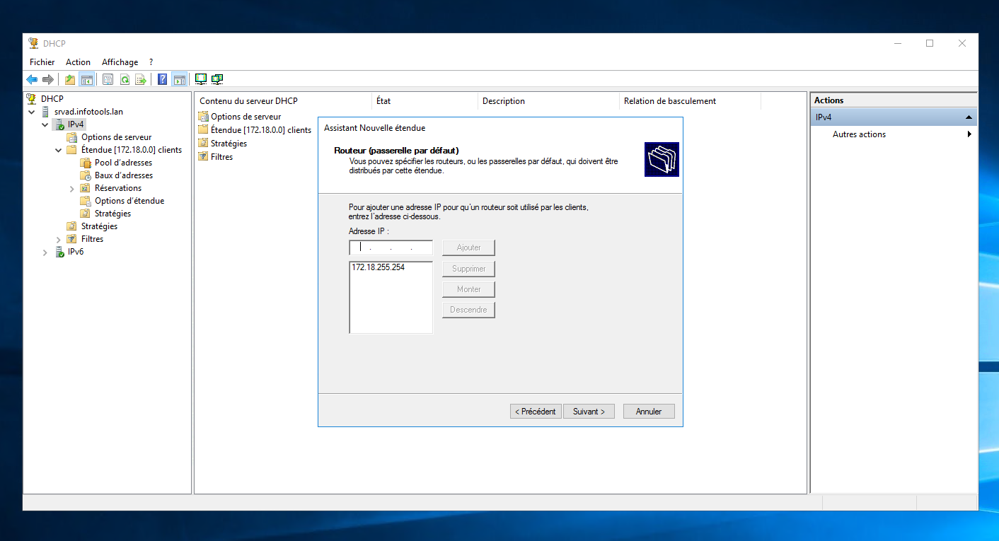 DHCP
Fichier Action Affichage ?
DHCP
srvad.infotools.lan
IPv4
Options de serveur
Étendue [172.18.0.0] clients
Pool d'adresses
Baux d'adresses
Réservations
Options d'étendue
Stratégies
Stratégies
Filtres
IPv6
Contenu du serveur DHCP État Description Relation de basculement
Options de serveur
Étendue [172.18.0.0] clients
Stratégies
Filtres
Assistant Nouvelle étendue
Routeur (passerelle par défaut)
Vous pouvez spécifier les routeurs, ou les passerelles par défaut, qui doivent être
distribués par cette étendue.
Pour ajouter une adresse IP pour qu'un routeur soit utilisé par les clients,
entrez l'adresse ci-dessous.
Adresse IP :
. . .
Ajouter
172.18.255.254
Supprimer
Monter
Descendre
< Précédent Suivant > Annuler
Actions
IPv4
Autres actions